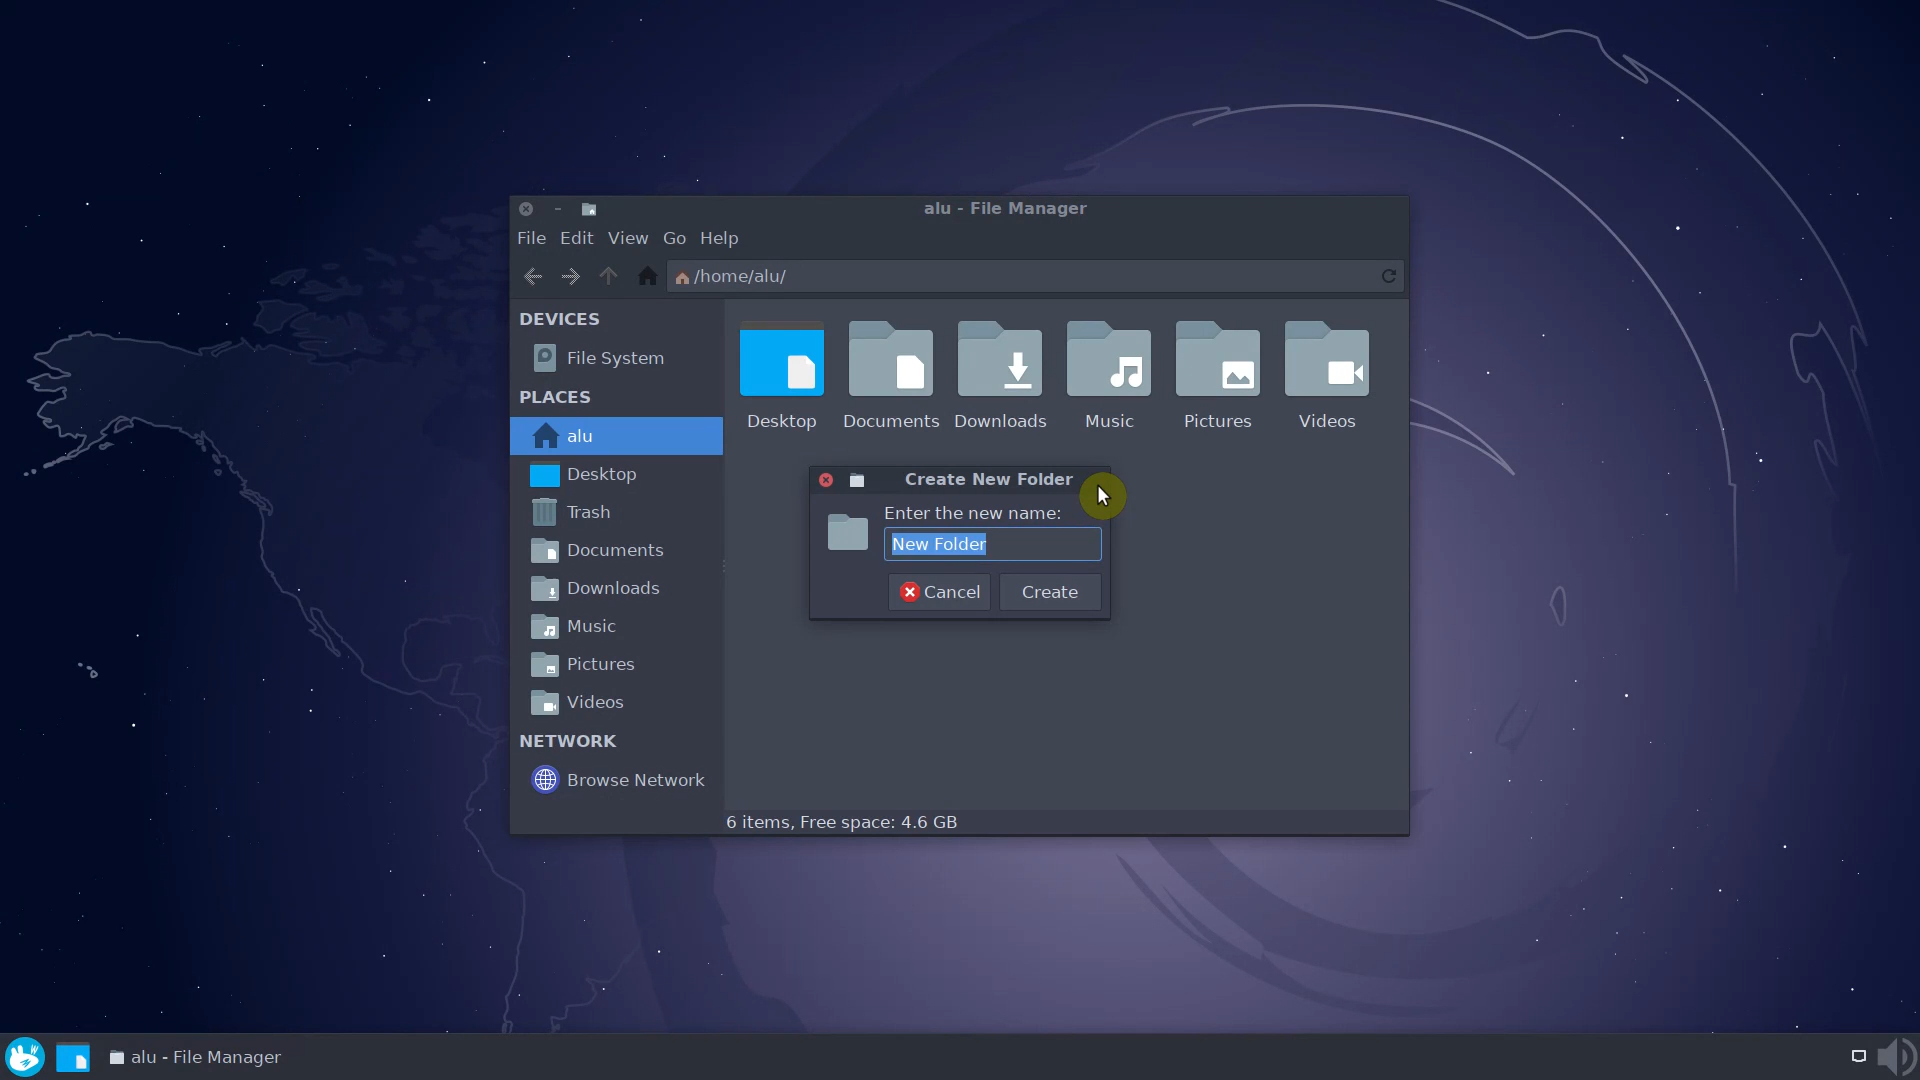 alu - File Manager
File Edit View Go Help
/home/alu/
DEVICES
File System
PLACES
alu
Desktop
Trash
Documents
Downloads
Music
Pictures
Videos
NETWORK
Browse Network
Desktop Documents Downloads Music Pictures Videos
Create New Folder
Enter the new name:
New Folder
Cancel Create
6 items, Free space: 4.6 GB
alu - File Manager